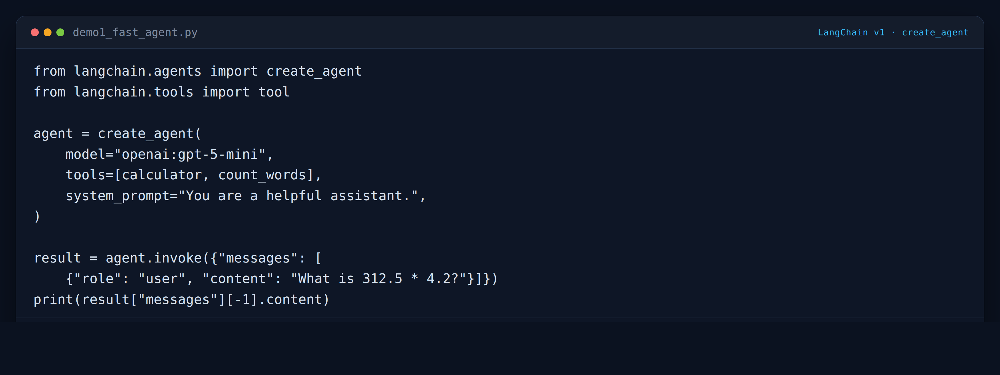 demo1_fast_agent.py
LangChain v1 · create_agent
from langchain.agents import create_agent
from langchain.tools import tool

agent = create_agent(
    model="openai:gpt-5-mini",
    tools=[calculator, count_words],
    system_prompt="You are a helpful assistant.",
)

result = agent.invoke({"messages": [
    {"role": "user", "content": "What is 312.5 * 4.2?"}]})
print(result["messages"][-1].content)